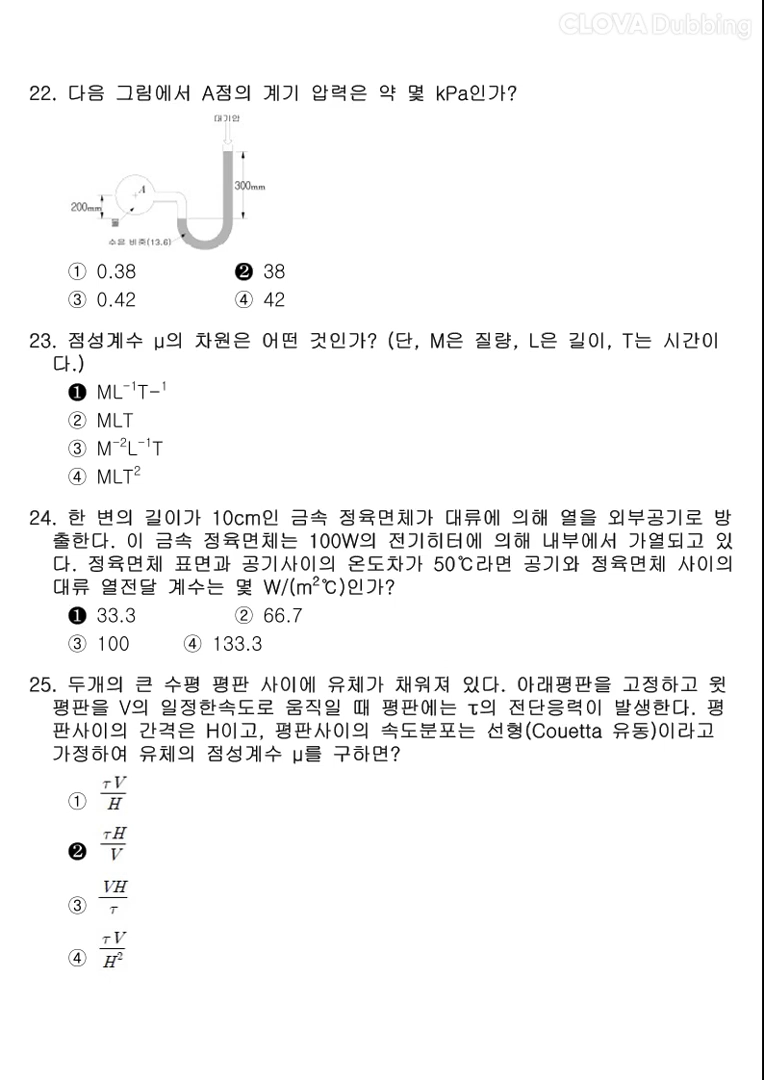 CLOVA Dubbing
22. 다음 그림에서 A점의 계기 압력은 약 몇 kPa인가?
대기압
A
300mm
200mm
물
수은 비중(13.6)
① 0.38 ❷ 38
③ 0.42 ④ 42
23. 점성계수 μ의 차원은 어떤 것인가? (단, M은 질량, L은 길이, T는 시간이
다.)
❶ ML⁻¹T-¹
② MLT
③ M⁻²L⁻¹T
④ MLT²
24. 한 변의 길이가 10cm인 금속 정육면체가 대류에 의해 열을 외부공기로 방
출한다. 이 금속 정육면체는 100W의 전기히터에 의해 내부에서 가열되고 있
다. 정육면체 표면과 공기사이의 온도차가 50℃라면 공기와 정육면체 사이의
대류 열전달 계수는 몇 W/(m²℃)인가?
❶ 33.3 ② 66.7
③ 100 ④ 133.3
25. 두개의 큰 수평 평판 사이에 유체가 채워져 있다. 아래평판을 고정하고 윗
평판을 V의 일정한속도로 움직일 때 평판에는 τ의 전단응력이 발생한다. 평
판사이의 간격은 H이고, 평판사이의 속도분포는 선형(Couetta 유동)이라고
가정하여 유체의 점성계수 μ를 구하면?
① τV/H
❷ τH/V
③ VH/τ
④ τV/H²